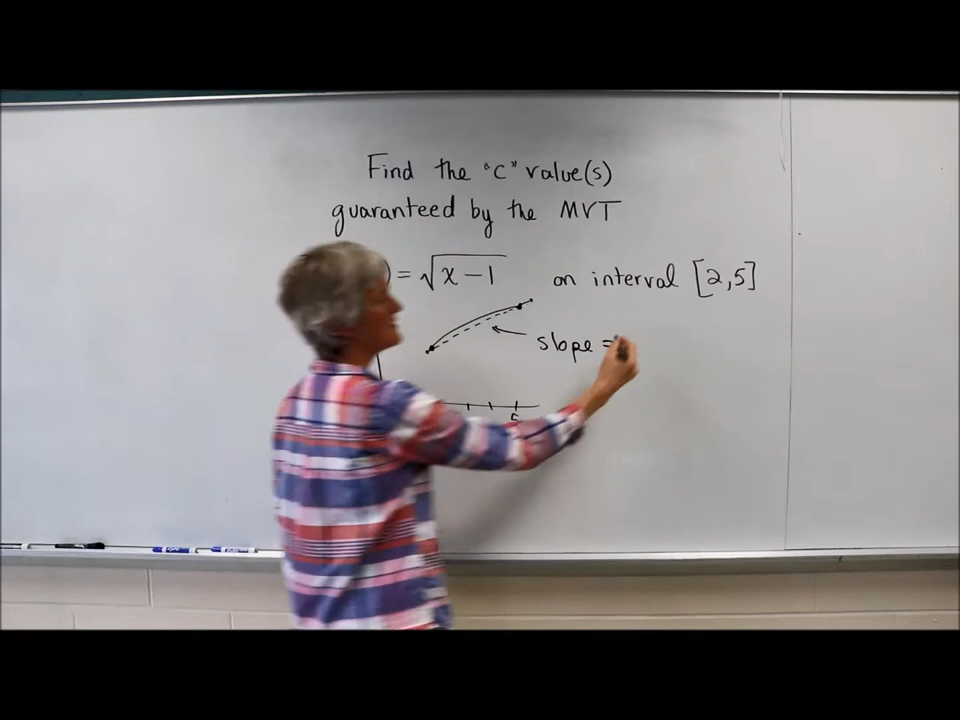 Find the "c" value(s)
guaranteed by the MVT
) = √x-1 on interval [2,5]
slope =
5